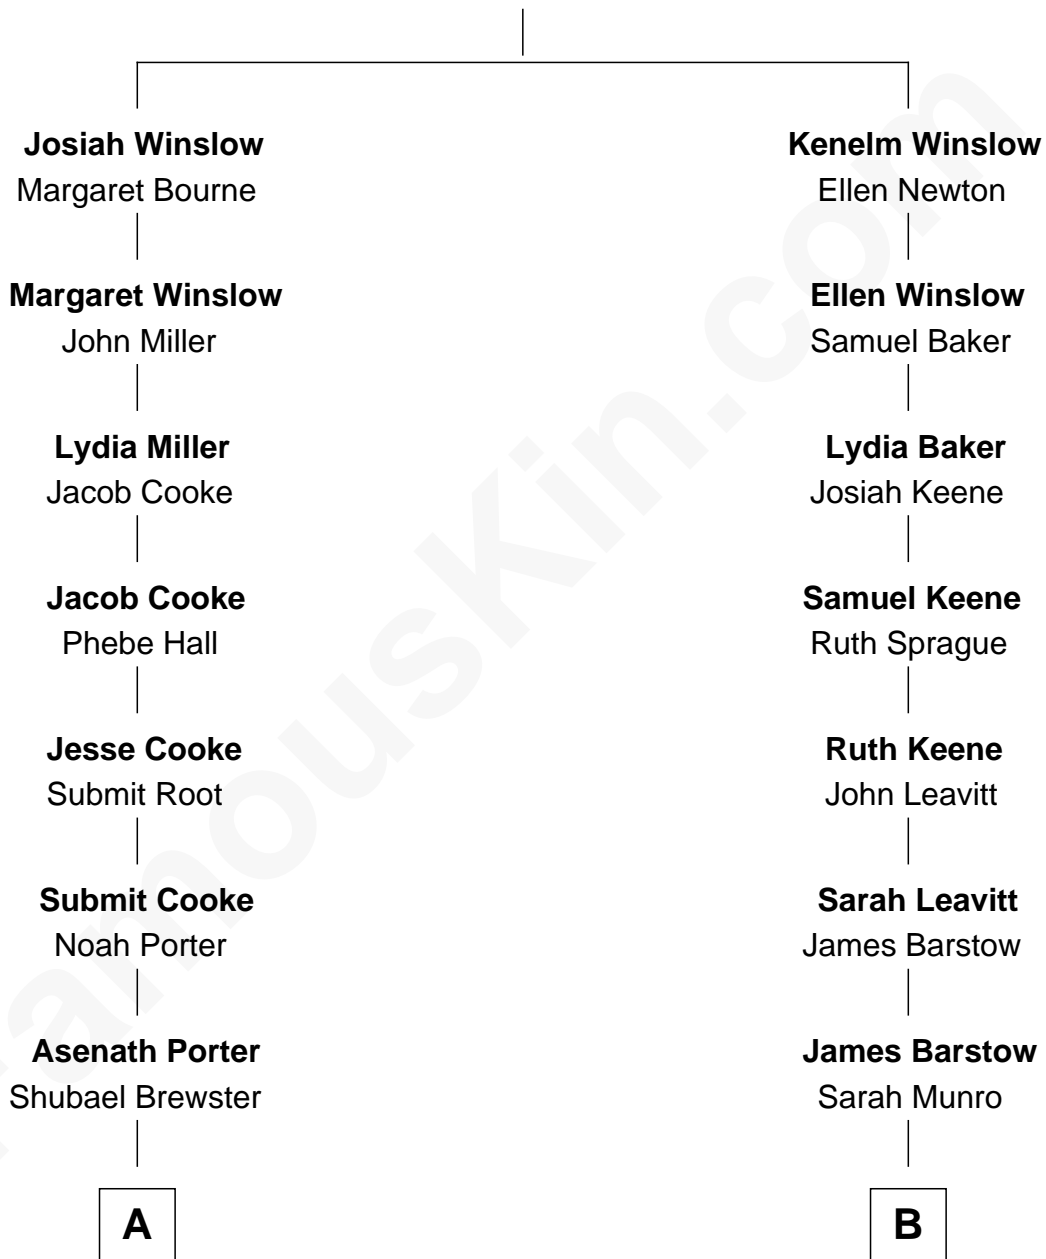 Josiah Winslow
Margaret Bourne
Kenelm Winslow
Ellen Newton
Margaret Winslow
John Miller
Ellen Winslow
Samuel Baker
Lydia Miller
Jacob Cooke
Lydia Baker
Josiah Keene
Jacob Cooke
Phebe Hall
Samuel Keene
Ruth Sprague
Jesse Cooke
Submit Root
Ruth Keene
John Leavitt
Submit Cooke
Noah Porter
Sarah Leavitt
James Barstow
Asenath Porter
Shubael Brewster
James Barstow
Sarah Munro
A
B
FamousKin.com